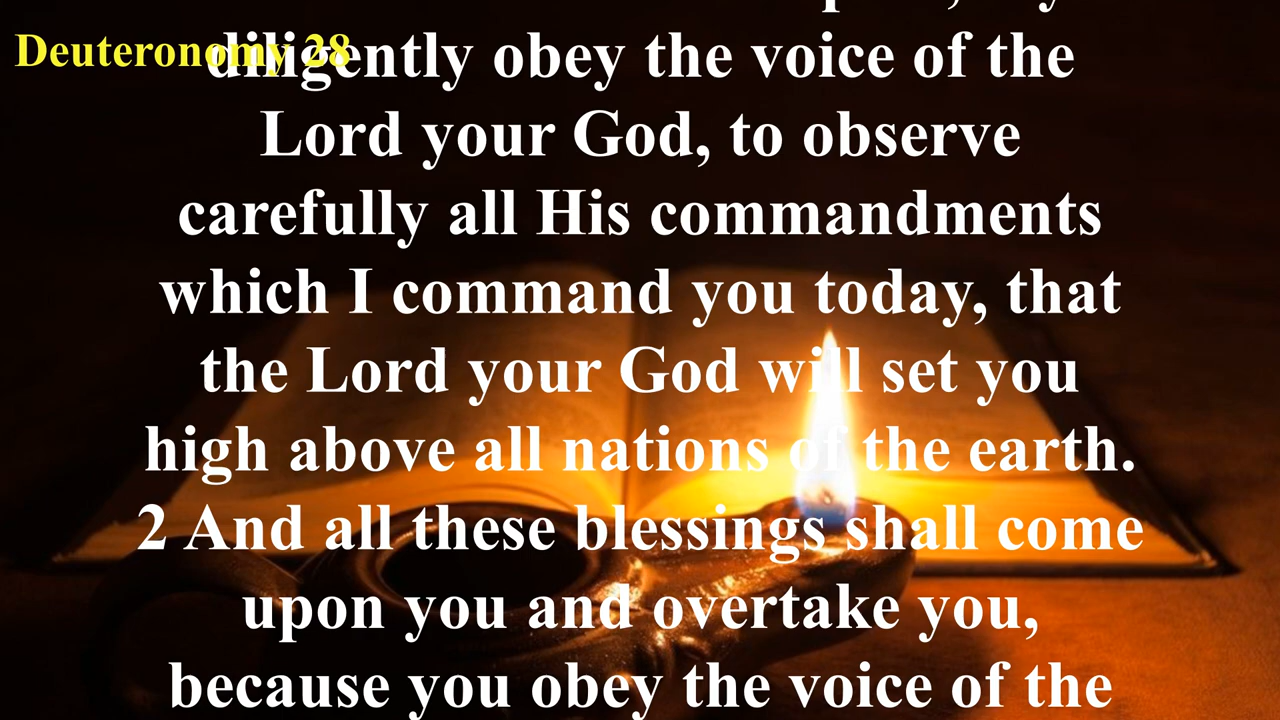 Deuteronomy 28
diligently obey the voice of the
Lord your God, to observe
carefully all His commandments
which I command you today, that
the Lord your God will set you
high above all nations of the earth.
2 And all these blessings shall come
upon you and overtake you,
because you obey the voice of the